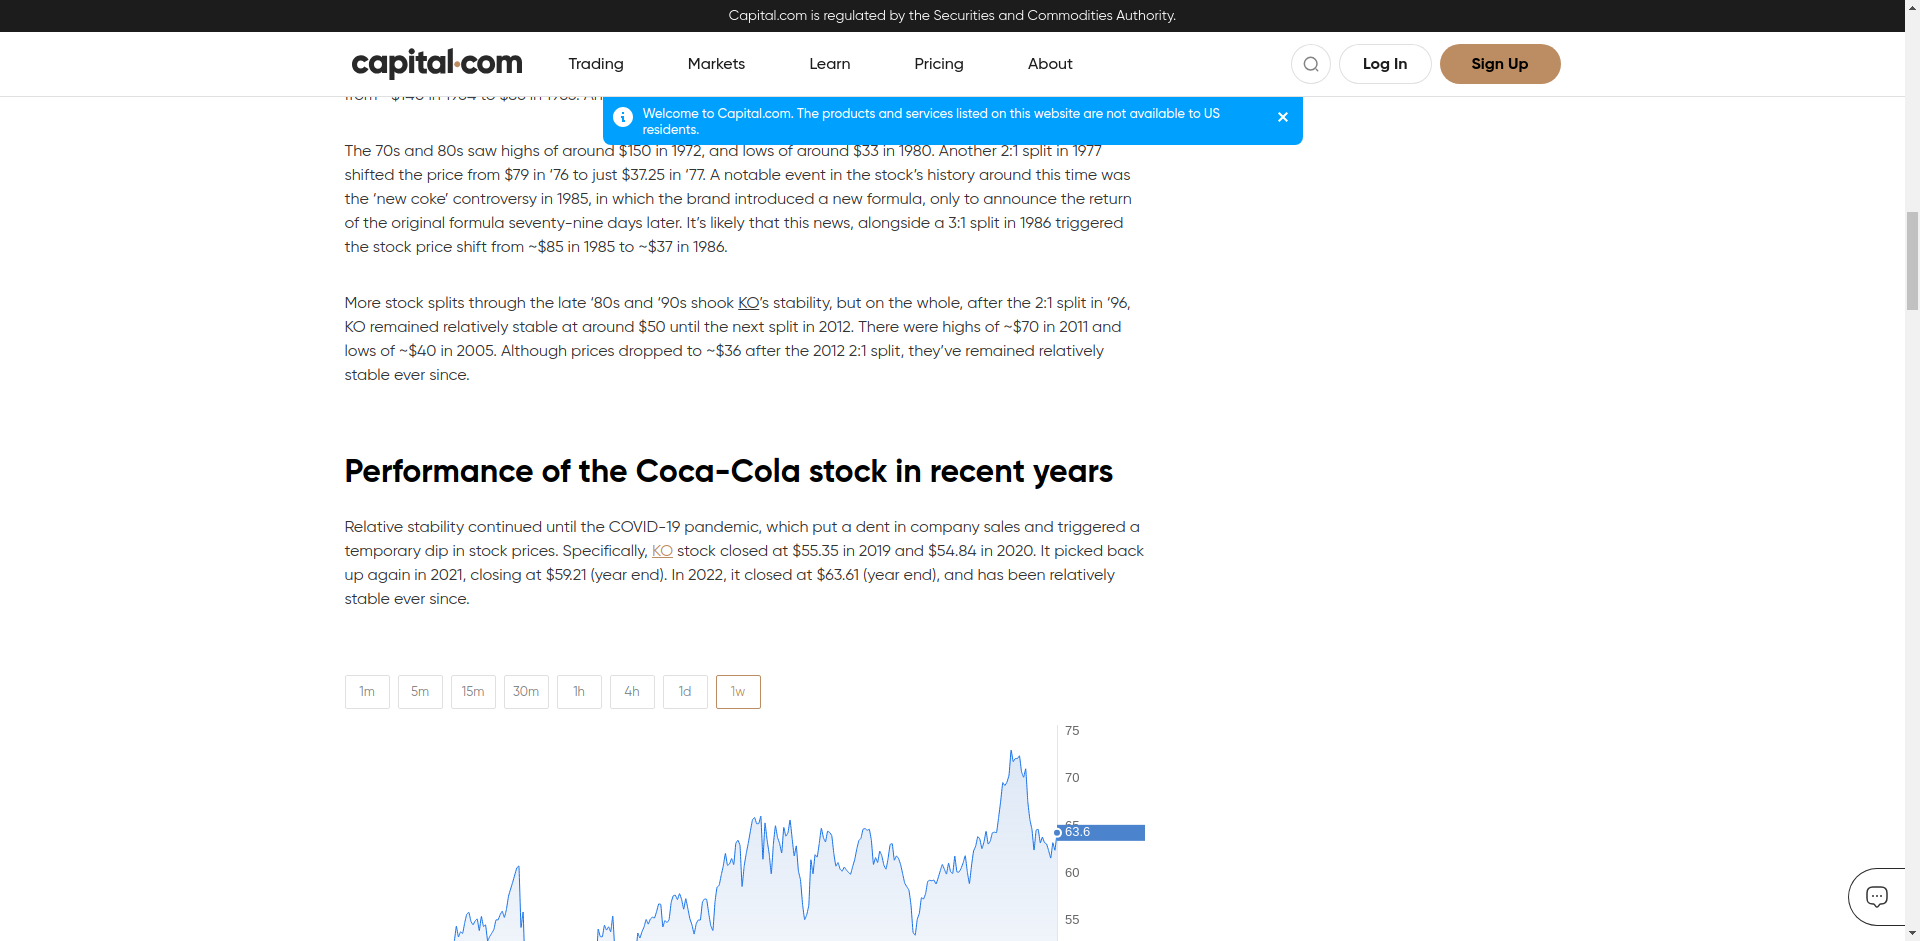 Capital.com is regulated by the Securities and Commodities Authority.
capital.com
Trading
Markets
Learn
Pricing
About
Log In
Sign Up
Welcome to Capital.com. The products and services listed on this website are not available to US
residents.
The 70s and 80s saw highs of around $150 in 1972, and lows of around $33 in 1980. Another 2:1 split in 1977
shifted the price from $79 in ‘76 to just $37.25 in ‘77. A notable event in the stock’s history around this time was
the ‘new coke’ controversy in 1985, in which the brand introduced a new formula, only to announce the return
of the original formula seventy-nine days later. It’s likely that this news, alongside a 3:1 split in 1986 triggered
the stock price shift from ~$85 in 1985 to ~$37 in 1986.
More stock splits through the late ‘80s and ‘90s shook KO’s stability, but on the whole, after the 2:1 split in ‘96,
KO remained relatively stable at around $50 until the next split in 2012. There were highs of ~$70 in 2011 and
lows of ~$40 in 2005. Although prices dropped to ~$36 after the 2012 2:1 split, they’ve remained relatively
stable ever since.
Performance of the Coca-Cola stock in recent years
Relative stability continued until the COVID-19 pandemic, which put a dent in company sales and triggered a
temporary dip in stock prices. Specifically, KO stock closed at $55.35 in 2019 and $54.84 in 2020. It picked back
up again in 2021, closing at $59.21 (year end). In 2022, it closed at $63.61 (year end), and has been relatively
stable ever since.
1m
5m
15m
30m
1h
4h
1d
1w
75
70
65
63.6
60
55